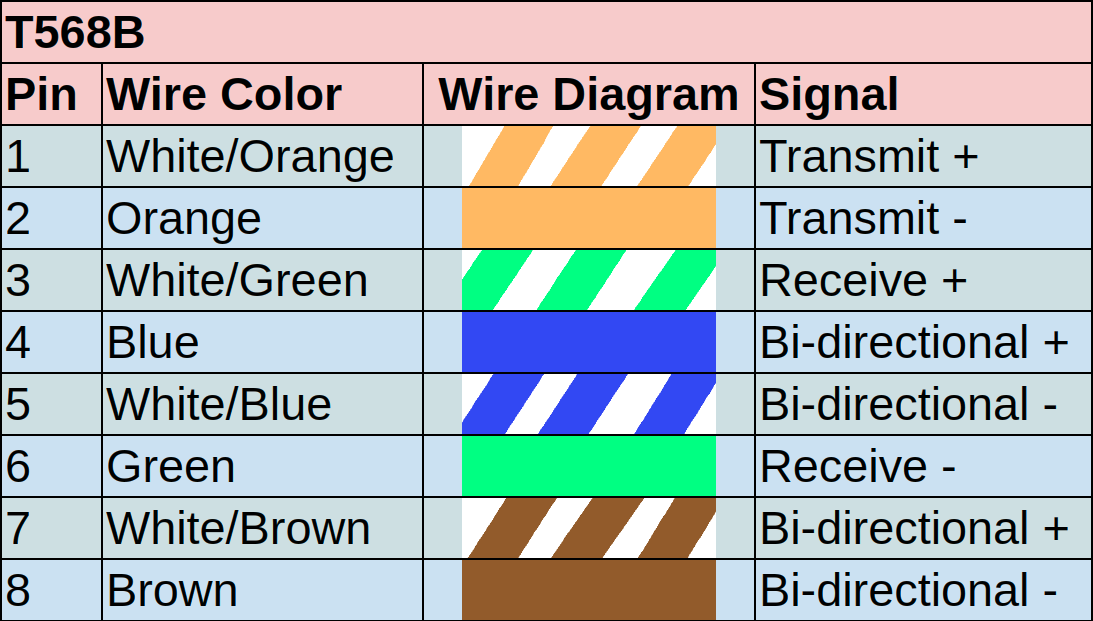 T568B
Pin Wire Color Wire Diagram Signal
1 White/Orange Transmit +
2 Orange Transmit -
3 White/Green Receive +
4 Blue Bi-directional +
5 White/Blue Bi-directional -
6 Green Receive -
7 White/Brown Bi-directional +
8 Brown Bi-directional -